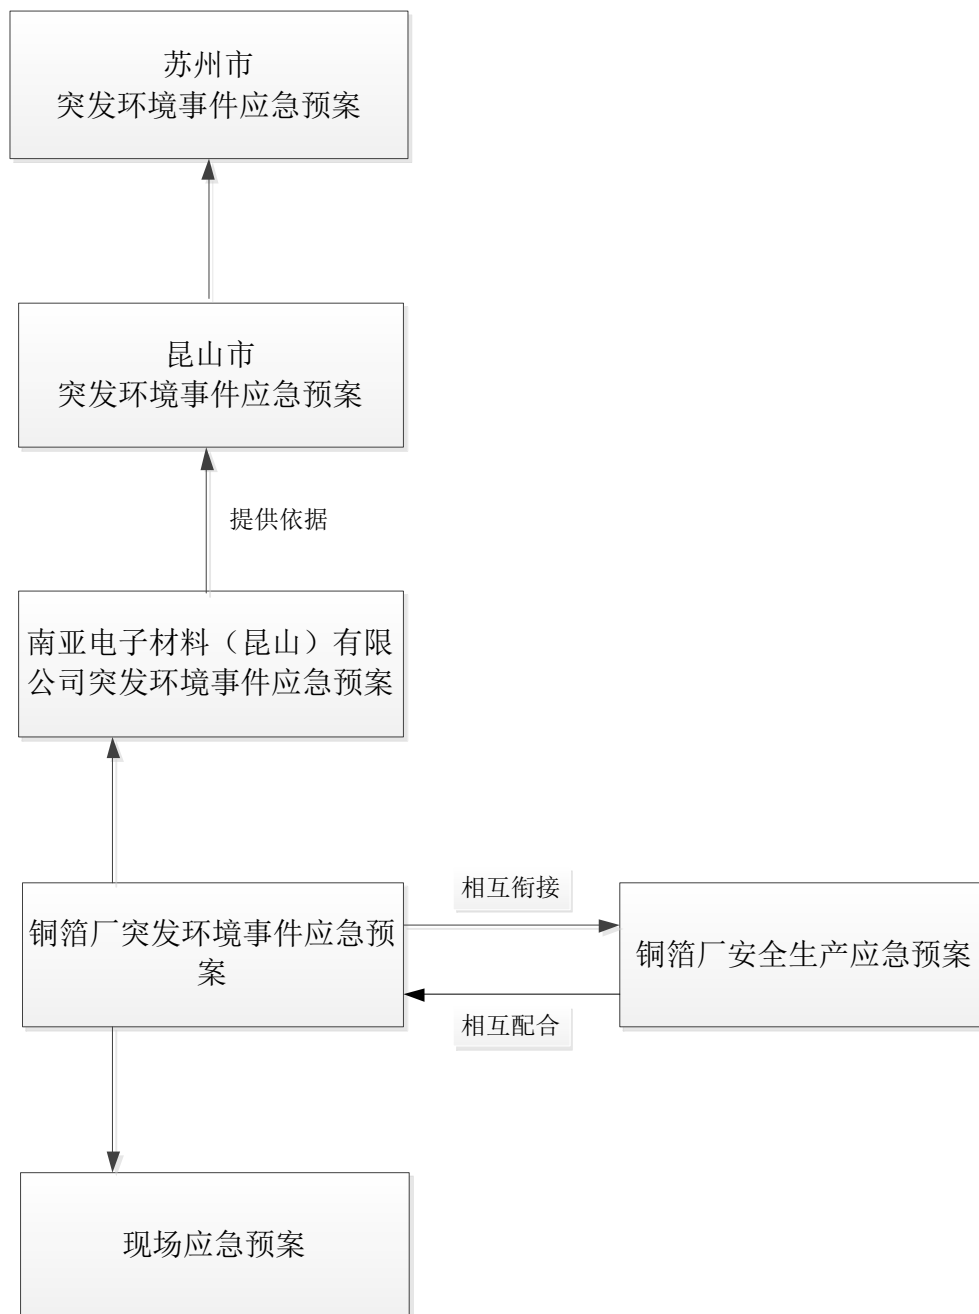 苏州市
突发环境事件应急预案
昆山市
突发环境事件应急预案
提供依据
南亚电子材料（昆山）有限
公司突发环境事件应急预案
相互衔接
铜箔厂突发环境事件应急预
案
铜箔厂安全生产应急预案
相互配合
现场应急预案